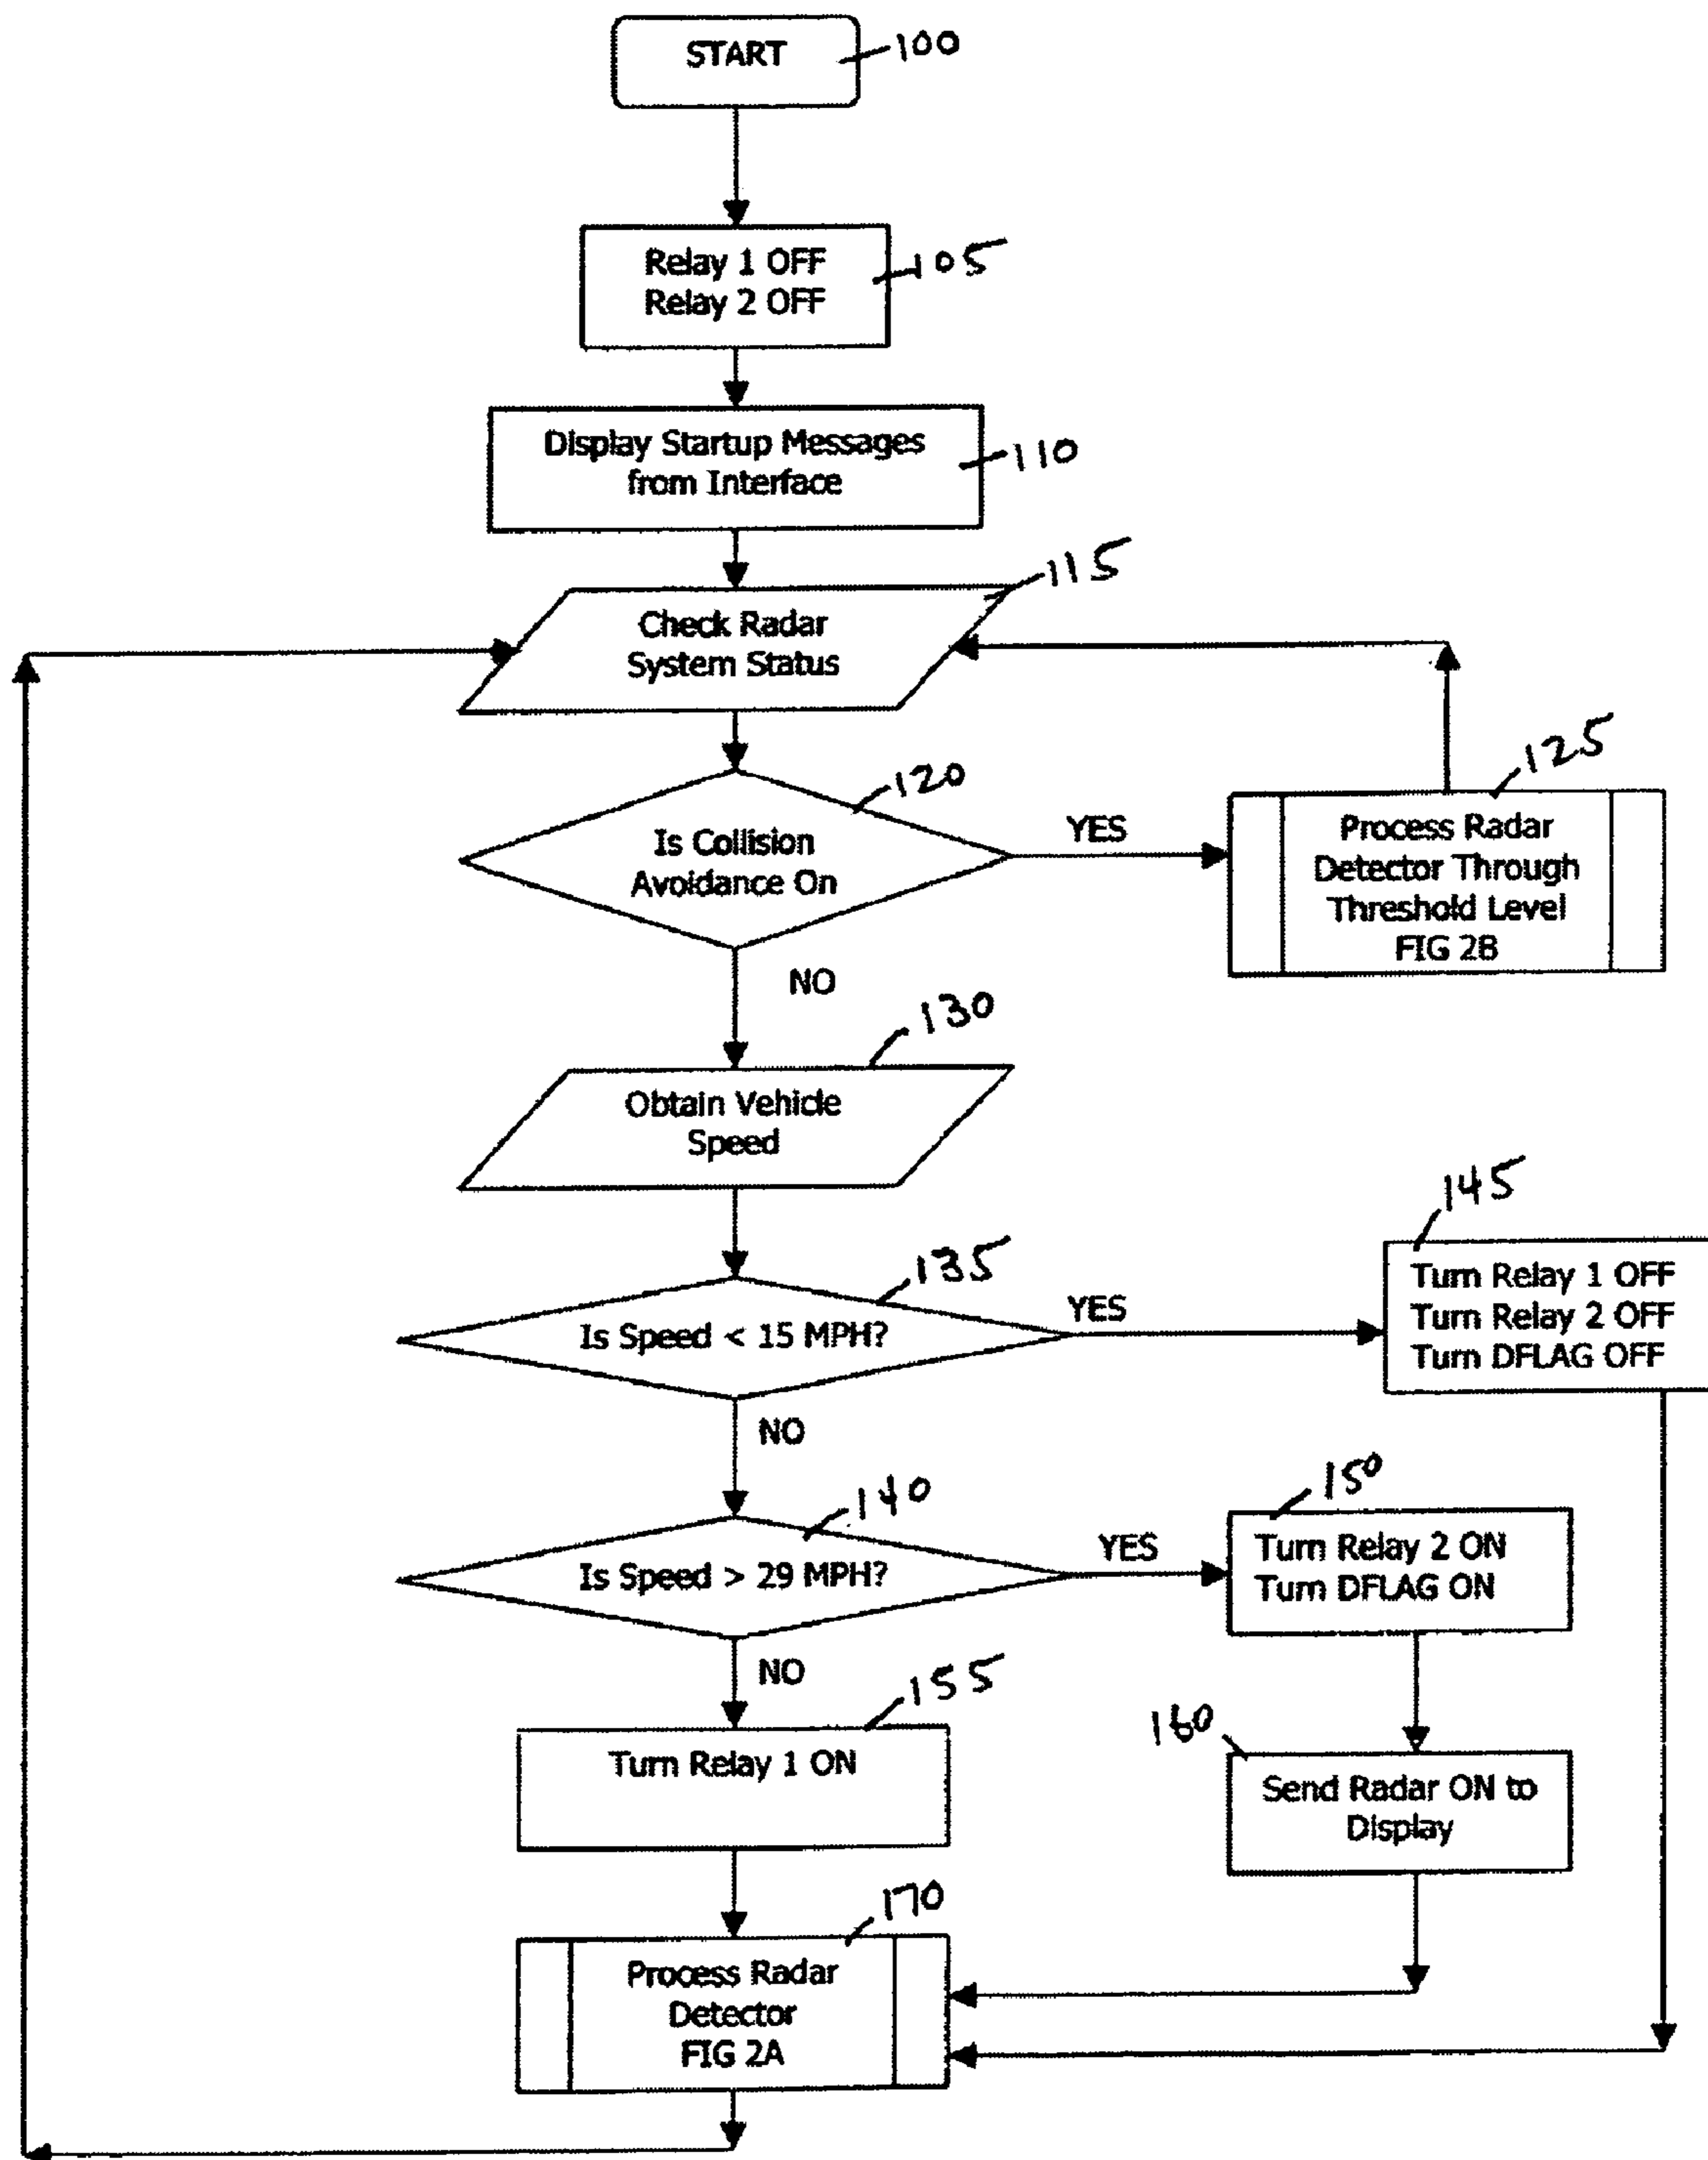 START
100
Relay 1 OFF
Relay 2 OFF
105
Display Startup Messages
from Interface
110
Check Radar
System Status
115
Is Collision
Avoidance On
120
YES
Process Radar
Detector Through
Threshold Level
FIG 2B
125
NO
Obtain Vehicle
Speed
130
Is Speed < 15 MPH?
135
YES
Turn Relay 1 OFF
Turn Relay 2 OFF
Turn DFLAG OFF
145
NO
Is Speed > 29 MPH?
140
YES
Turn Relay 2 ON
Turn DFLAG ON
150
NO
Turn Relay 1 ON
155
Send Radar ON to
Display
160
Process Radar
Detector
FIG 2A
170